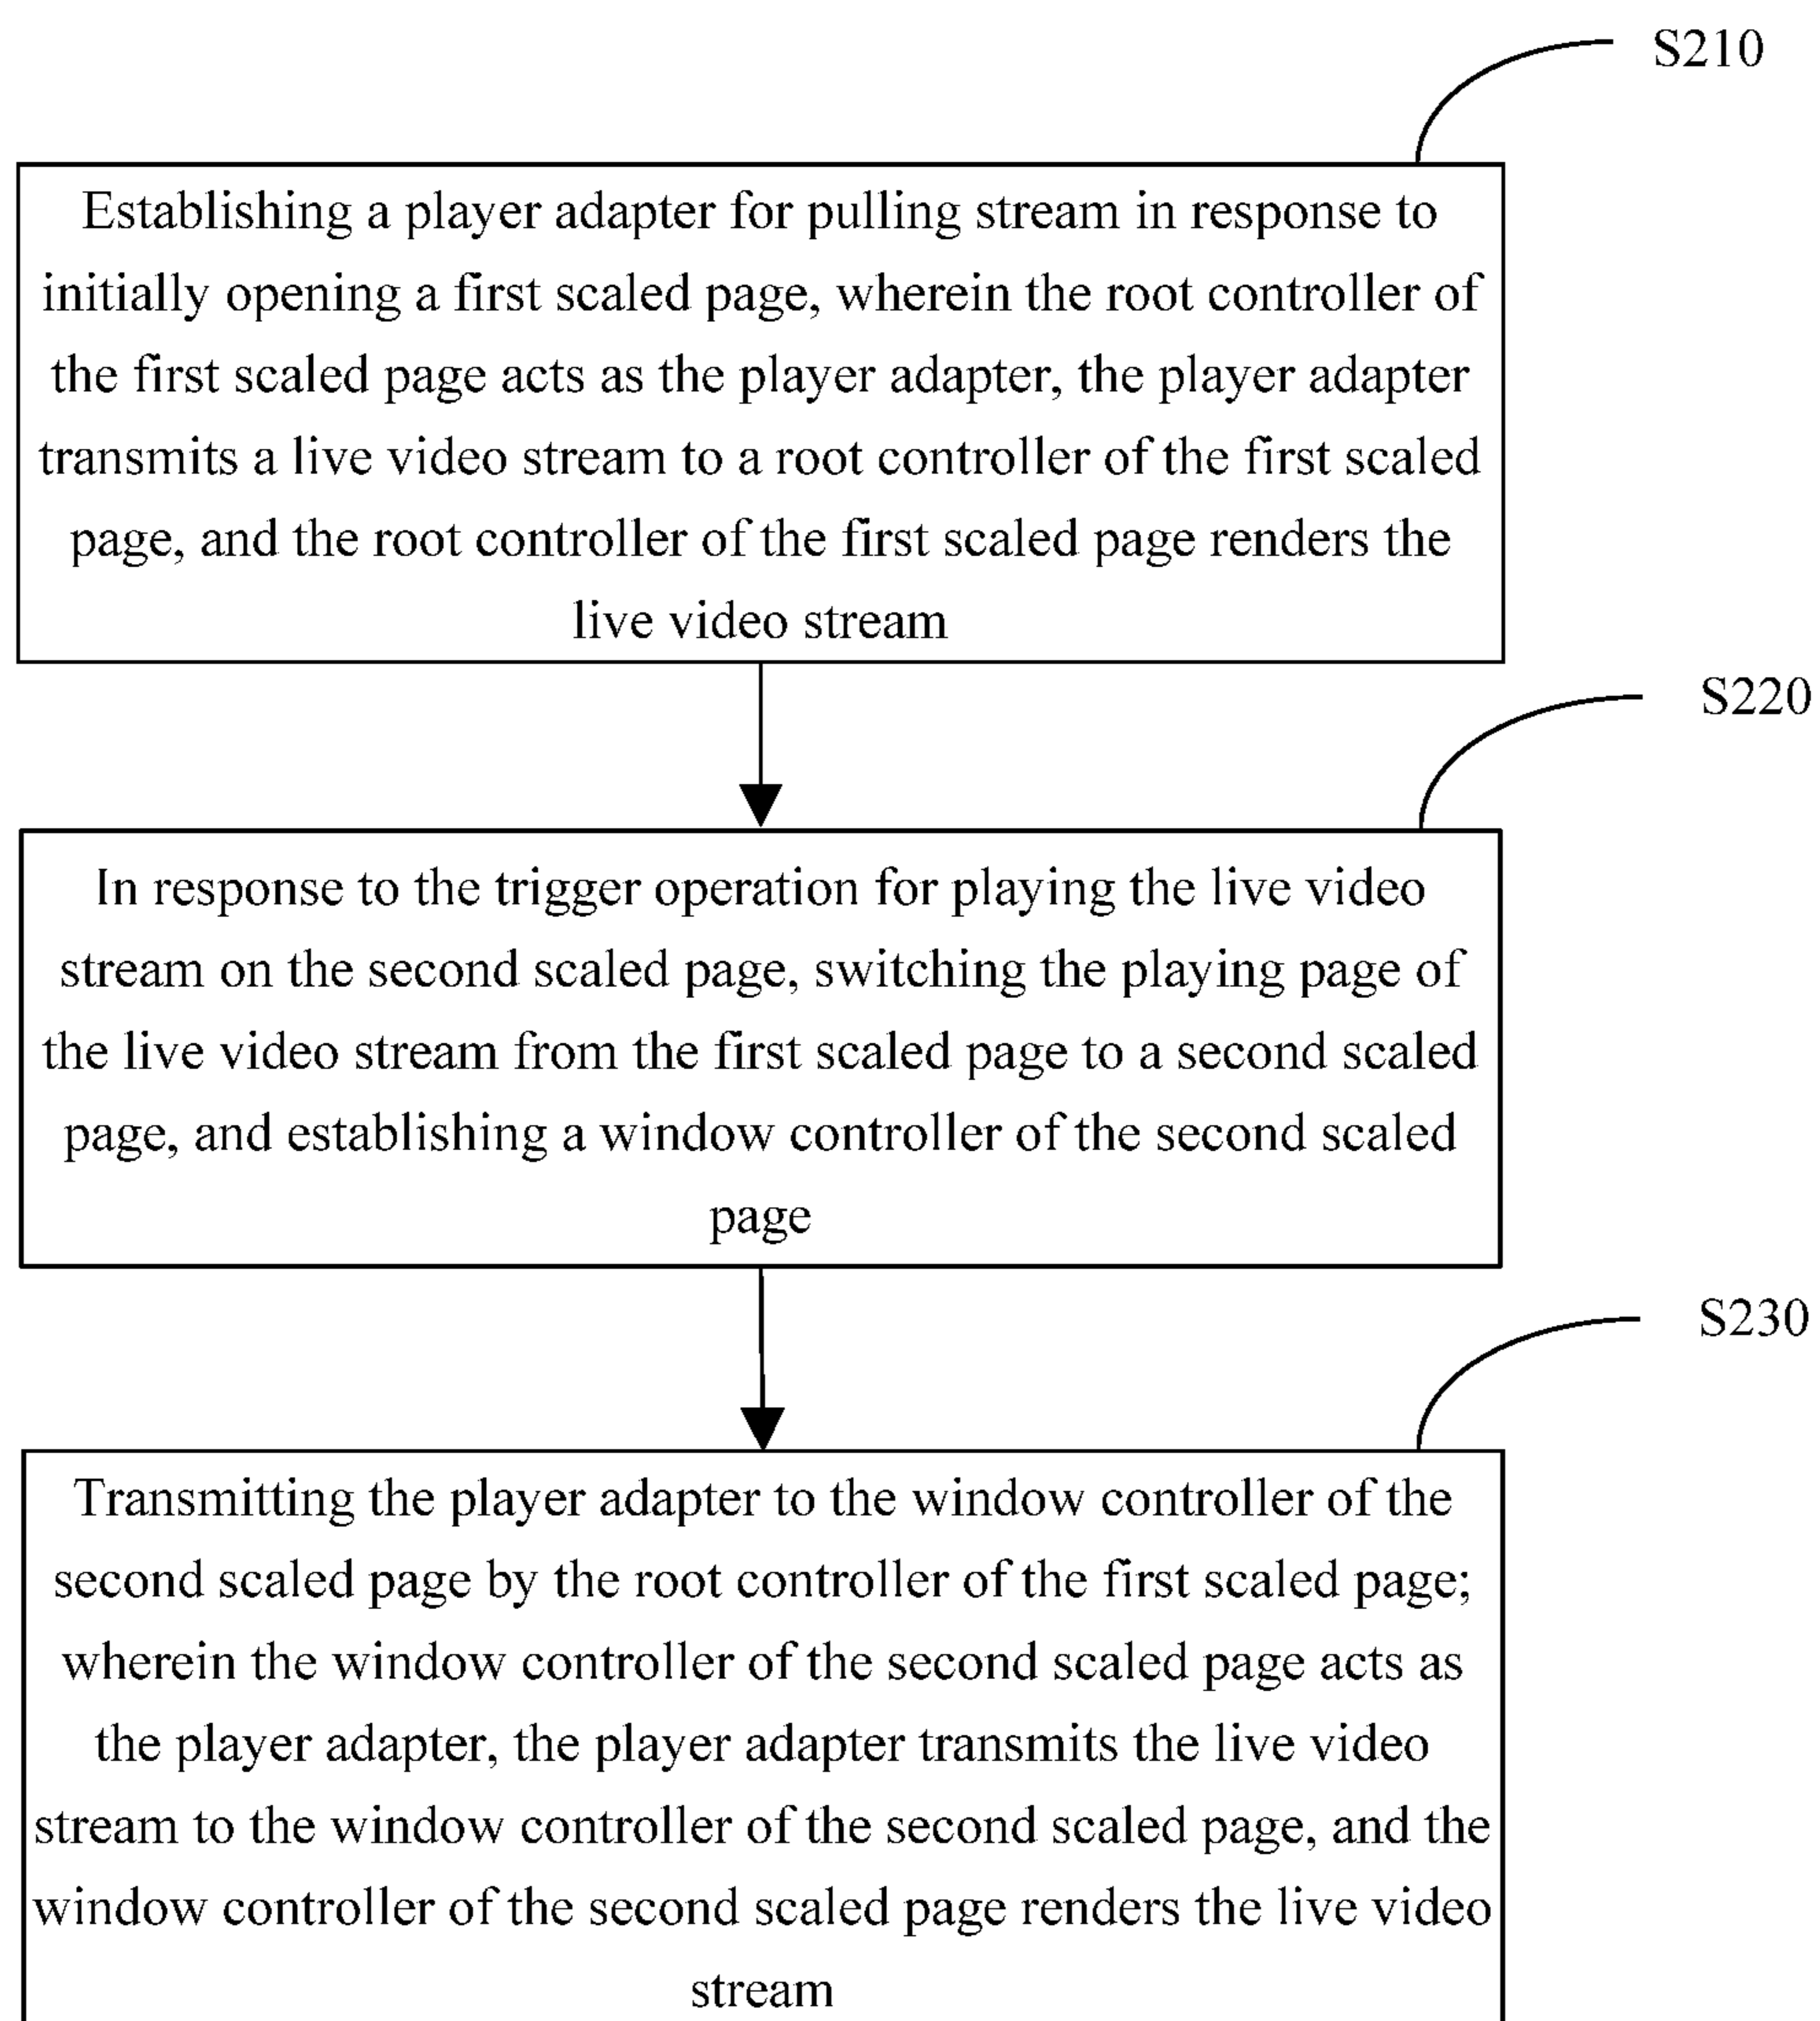 S210
Establishing a player adapter for pulling stream in response to
initially opening a first scaled page, wherein the root controller of
the first scaled page acts as the player adapter, the player adapter
transmits a live video stream to a root controller of the first scaled
page, and the root controller of the first scaled page renders the
live video stream
S220
In response to the trigger operation for playing the live video
stream on the second scaled page, switching the playing page of
the live video stream from the first scaled page to a second scaled
page, and establishing a window controller of the second scaled
page
S230
Transmitting the player adapter to the window controller of the
second scaled page by the root controller of the first scaled page;
wherein the window controller of the second scaled page acts as
the player adapter, the player adapter transmits the live video
stream to the window controller of the second scaled page, and the
window controller of the second scaled page renders the live video
stream